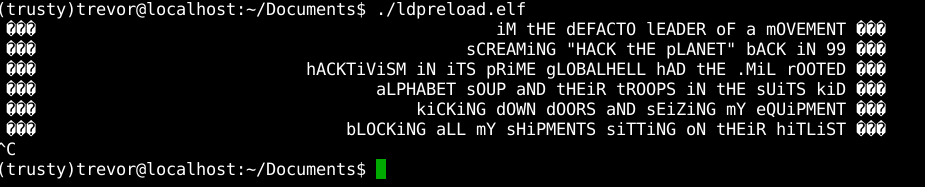 (trusty)trevor@localhost:~/Documents$ ./ldpreload.elf
��� iM tHE dEFACTO lEADER oF a mOVEMENT ���
��� sCREAMiNG "HACK tHE pLANET" bACK iN 99 ���
��� hACKTiViSM iN iTS pRiME gLOBALHELL hAD tHE .MiL rOOTED ���
��� aLPHABET sOUP aND tHEiR tROOPS iN tHE sUiTS kiD ���
��� kiCKiNG dOWN dOORS aND sEiZiNG mY eQUiPMENT ���
��� bLOCKiNG aLL mY sHiPMENTS siTTiNG oN tHEiR hiTLiST ���
^C
(trusty)trevor@localhost:~/Documents$